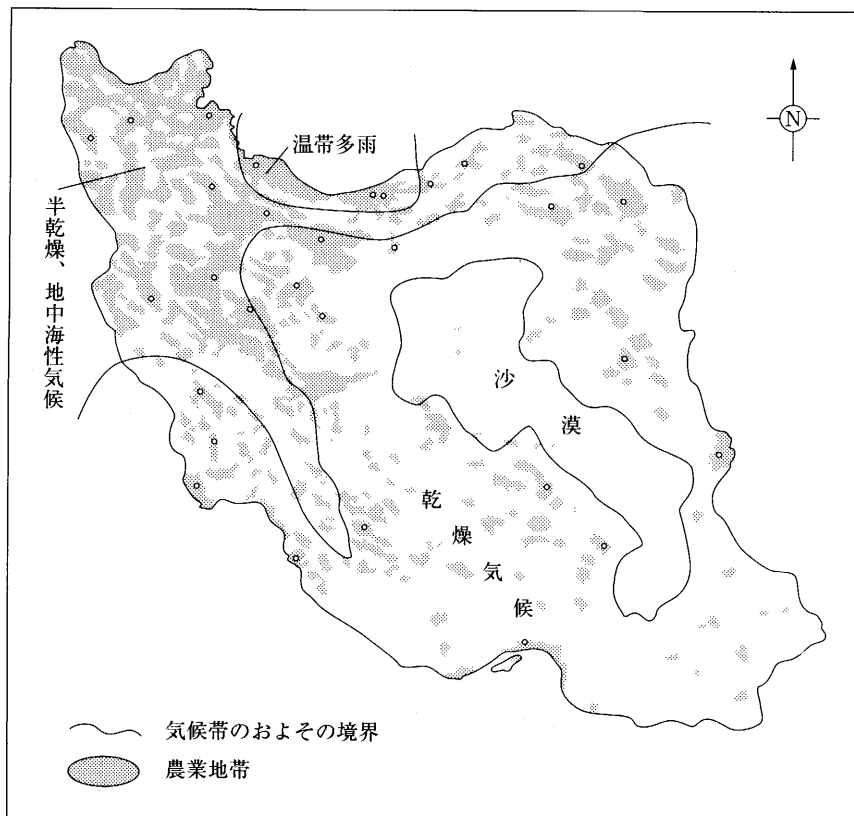 N
温帯多雨
半乾燥、地中海性気候
沙漠
乾燥気候
気候帯のおよその境界
農業地帯